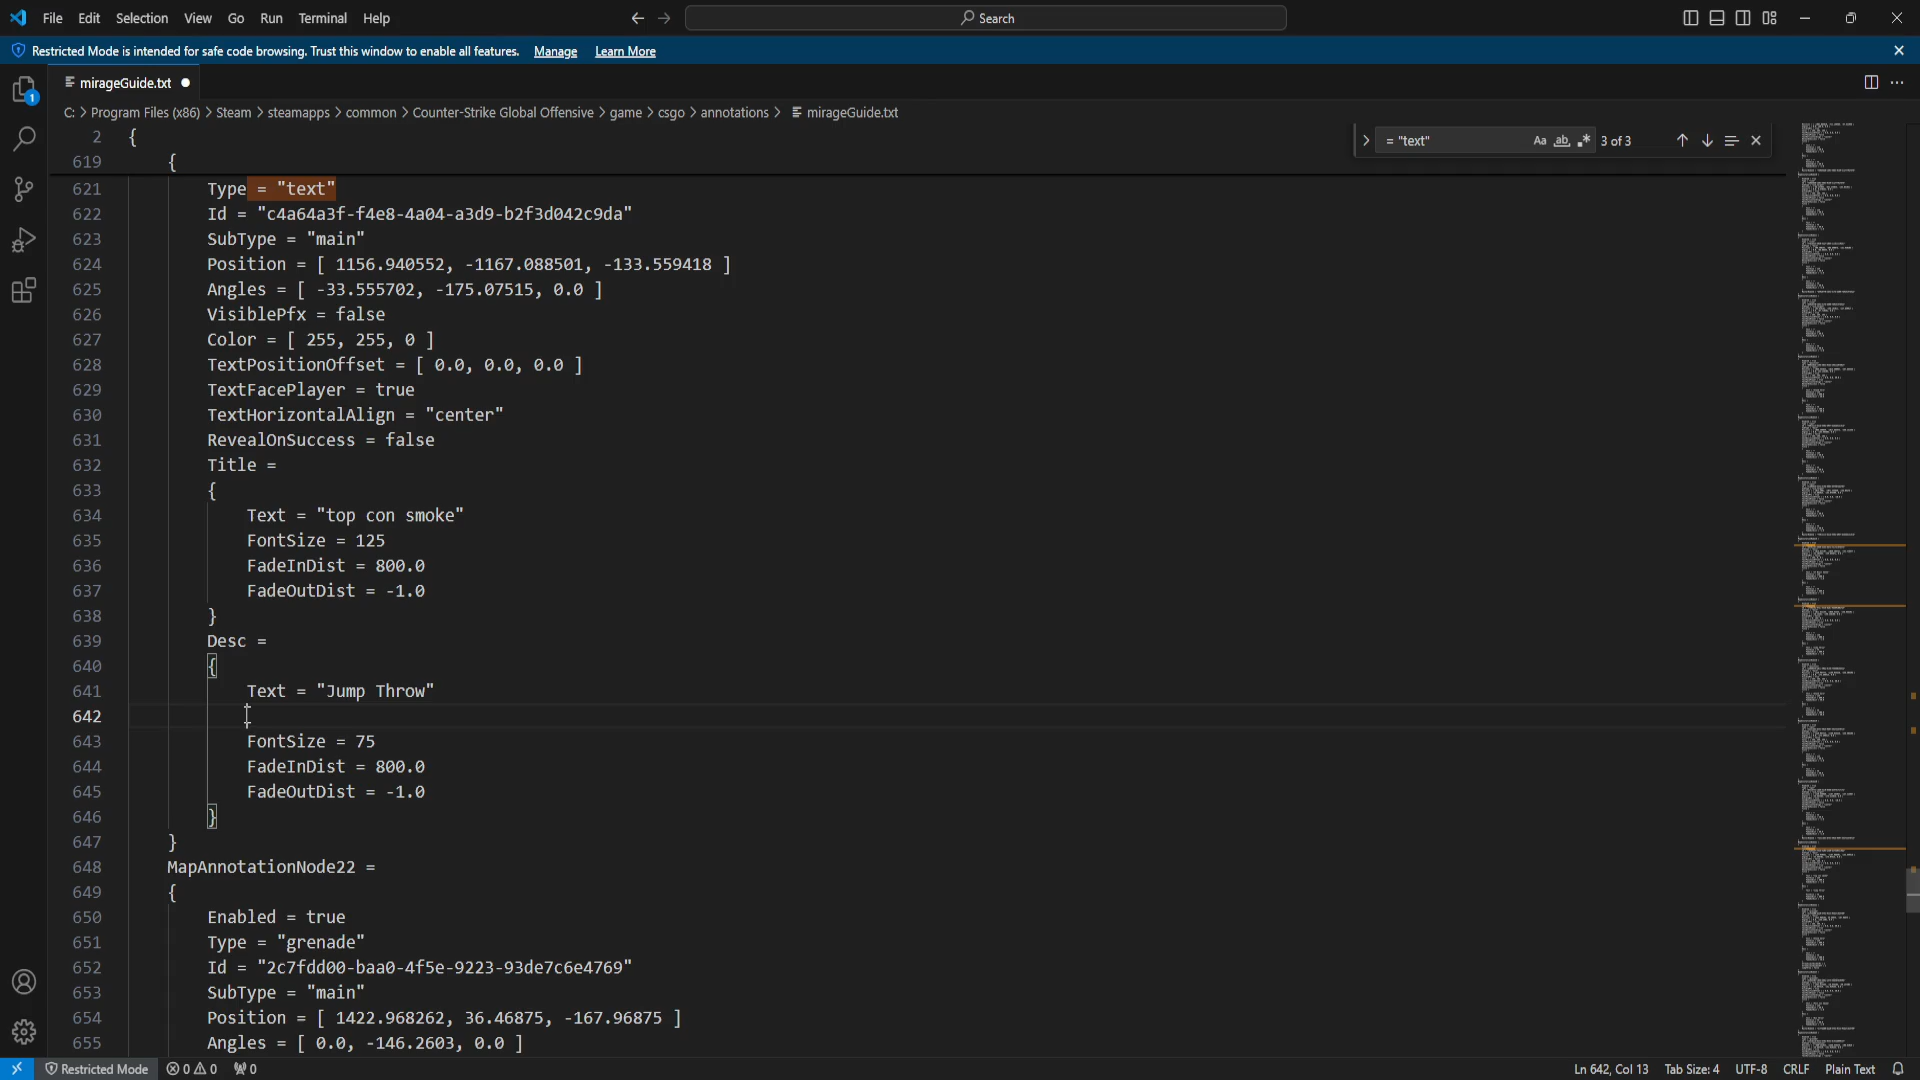 File Edit Selection View Go Run Terminal Help Search
Restricted Mode is intended for safe code browsing. Trust this window to enable all features. Manage Learn More
1
mirageGuide.txt
C: > Program Files (x86) > Steam > steamapps > common > Counter-Strike Global Offensive > game > csgo > annotations > mirageGuide.txt
= "text" Aa ab .* 3 of 3
2 {
619 {
621 Type = "text"
622 Id = "c4a64a3f-f4e8-4a04-a3d9-b2f3d042c9da"
623 SubType = "main"
624 Position = [ 1156.940552, -1167.088501, -133.559418 ]
625 Angles = [ -33.555702, -175.07515, 0.0 ]
626 VisiblePfx = false
627 Color = [ 255, 255, 0 ]
628 TextPositionOffset = [ 0.0, 0.0, 0.0 ]
629 TextFacePlayer = true
630 TextHorizontalAlign = "center"
631 RevealOnSuccess = false
632 Title =
633 {
634 Text = "top con smoke"
635 FontSize = 125
636 FadeInDist = 800.0
637 FadeOutDist = -1.0
638 }
639 Desc =
640 {
641 Text = "Jump Throw"
642
643 FontSize = 75
644 FadeInDist = 800.0
645 FadeOutDist = -1.0
646 }
647 }
648 MapAnnotationNode22 =
649 {
650 Enabled = true
651 Type = "grenade"
652 Id = "2c7fdd00-baa0-4f5e-9223-93de7c6e4769"
653 SubType = "main"
654 Position = [ 1422.968262, 36.46875, -167.96875 ]
655 Angles = [ 0.0, -146.2603, 0.0 ]
Restricted Mode 0 0 0 Ln 642, Col 13 Tab Size: 4 UTF-8 CRLF Plain Text